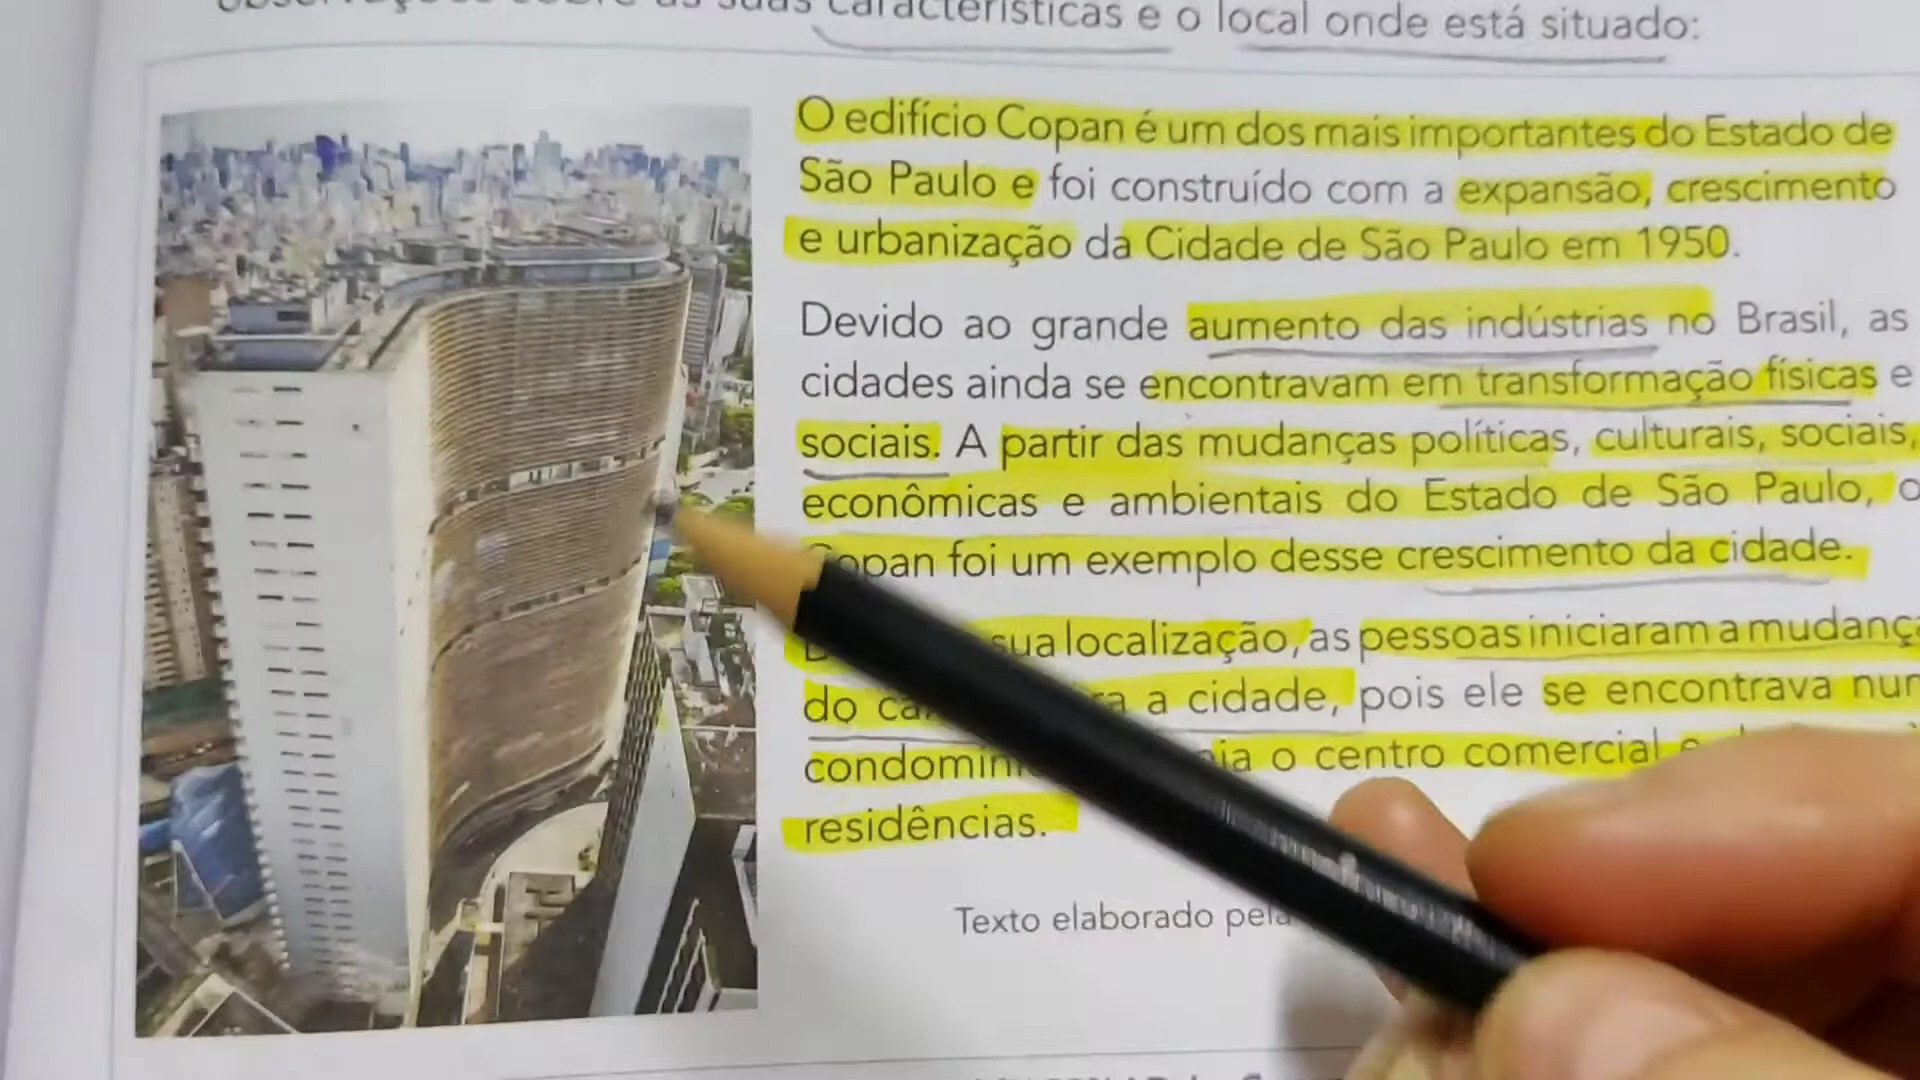 características e o local onde está situado:
O edifício Copan é um dos mais importantes do Estado de
São Paulo e foi construído com a expansão, crescimento
e urbanização da Cidade de São Paulo em 1950.
Devido ao grande aumento das indústrias no Brasil, as
cidades ainda se encontravam em transformação físicas e
sociais. A partir das mudanças políticas, culturais, sociais,
econômicas e ambientais do Estado de São Paulo, o
Copan foi um exemplo desse crescimento da cidade.
sua localização, as pessoas iniciaram a mudança
do a cidade, pois ele se encontrava num
o centro comercial e
residências.
Texto elaborado pela